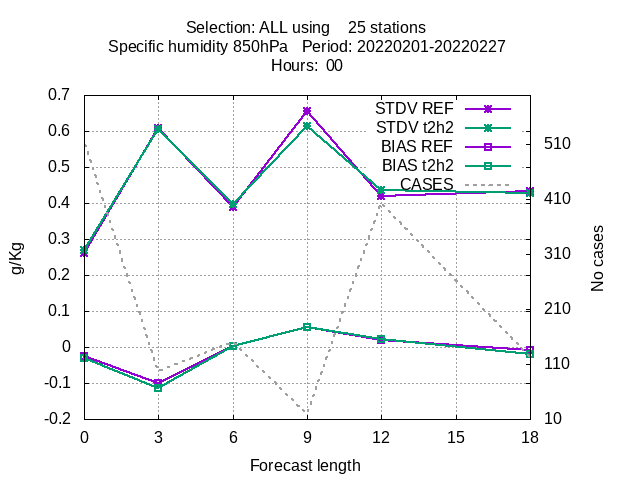 Selection: ALL using    25 stations
Specific humidity 850hPa   Period: 20220201-20220227
Hours:  00
STDV REF
STDV t2h2
BIAS REF
BIAS t2h2
CASES
0.7
0.6
0.5
0.4
0.3
0.2
0.1
0
-0.1
-0.2
g/Kg
510
410
310
210
110
10
No cases
0 3 6 9 12 15 18
Forecast length